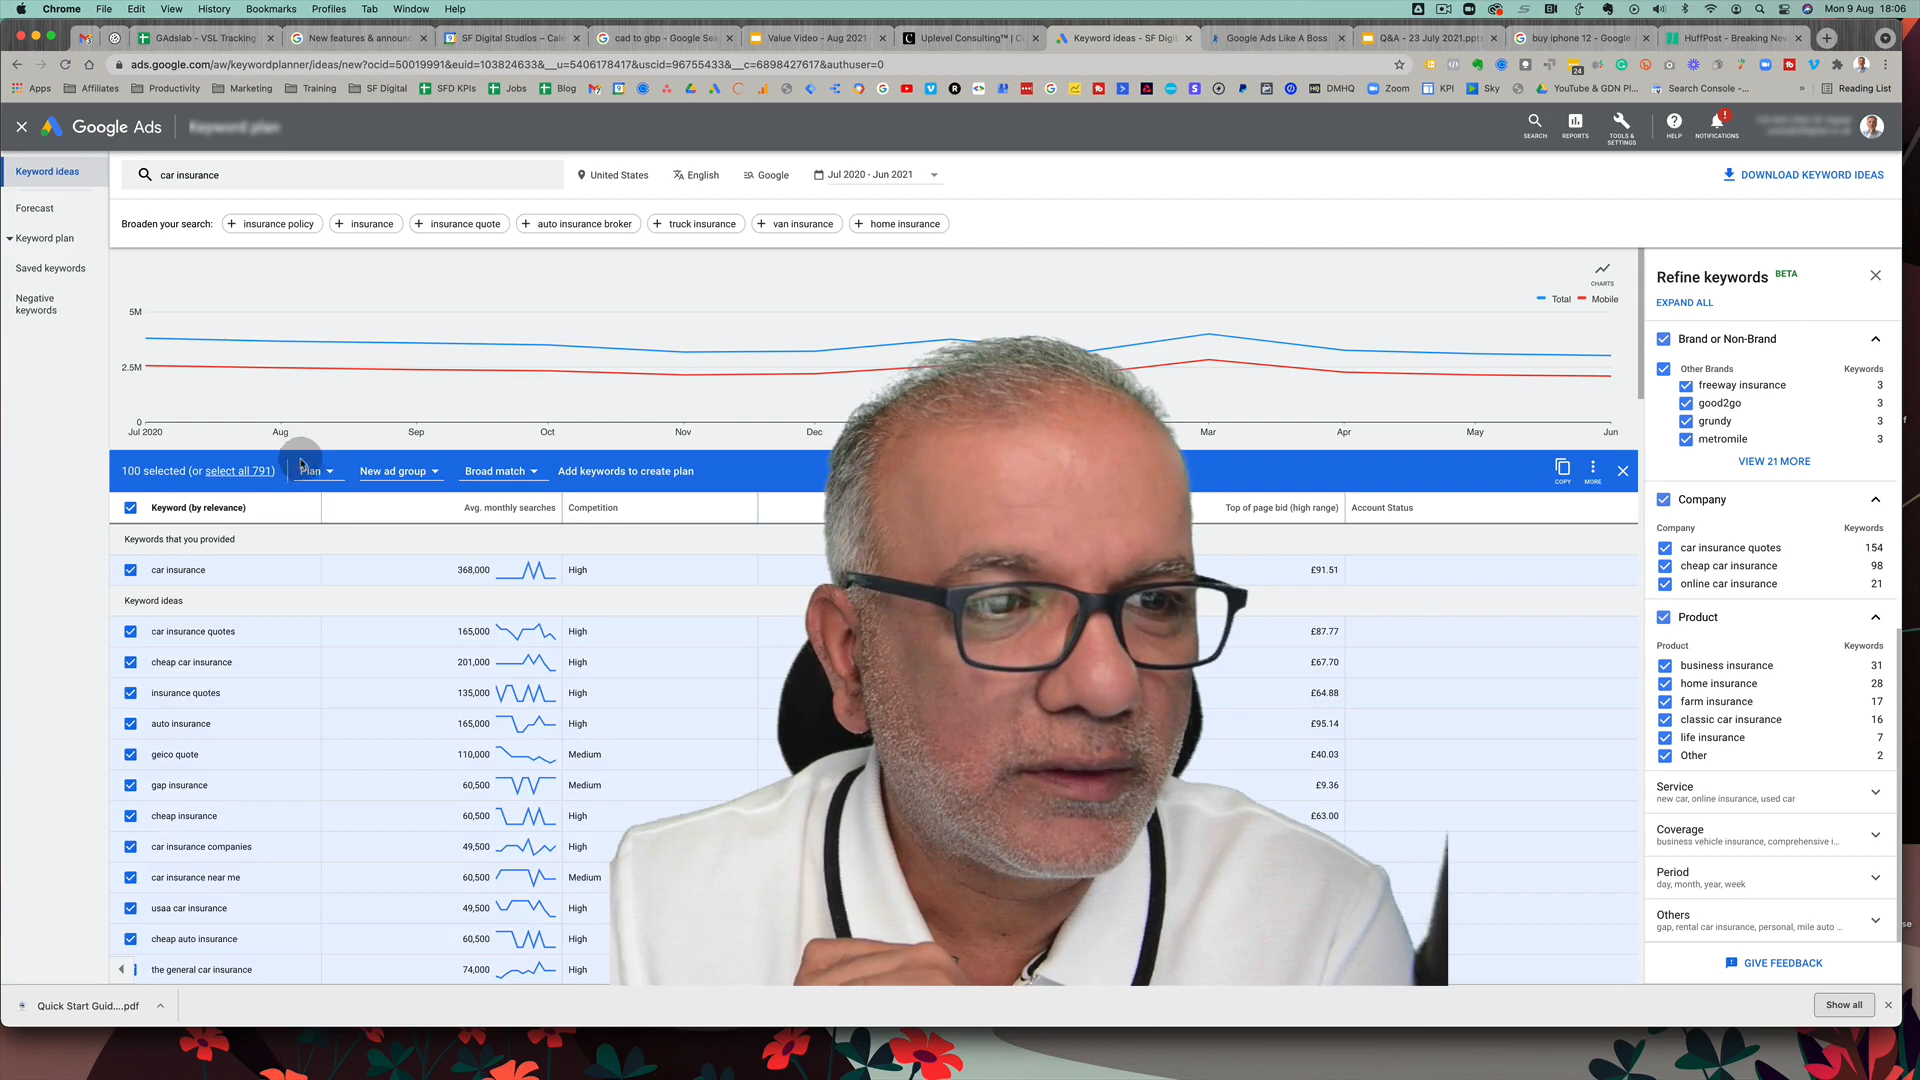 Chrome File Edit View History Bookmarks Profiles Tab Window Help Mon 9 Aug 18:06
GAdslab - VSL Tracking
New features & announc
SF Digital Studios – Cale
cad to gbp - Google Sea
Value Video - Aug 2021
Uplevel Consulting™ | C
Keyword ideas - SF Digi
Google Ads Like A Boss
Q&A - 23 July 2021.pptx
buy iphone 12 - Google
HuffPost - Breaking Nev
ads.google.com/aw/keywordplanner/ideas/new?ocid=50019991&euid=103824633&__u=5406178417&uscid=96755433&__c=6898427617&authuser=0
24
Apps Affiliates Productivity Marketing Training SF Digital SFD KPIs Jobs Blog DMHQ Zoom KPI Sky YouTube & GDN Pl... Search Console -... » Reading List
Google Ads
Keyword plan
SEARCH
REPORTS
TOOLS &
SETTINGS
HELP
NOTIFICATIONS
Keyword ideas
Forecast
Keyword plan
Saved keywords
Negative
keywords
car insurance
United States English Google Jul 2020 - Jun 2021
DOWNLOAD KEYWORD IDEAS
Broaden your search: insurance policy insurance insurance quote auto insurance broker truck insurance van insurance home insurance
CHARTS
Total Mobile
5M
2.5M
0
Jul 2020 Aug Sep Oct Nov Dec Mar Apr May Jun
100 selected (or select all 791) Plan New ad group Broad match Add keywords to create plan
COPY MORE
Keyword (by relevance) Avg. monthly searches Competition Top of page bid (high range) Account Status
Keywords that you provided
car insurance 368,000 High £91.51
Keyword ideas
car insurance quotes 165,000 High £87.77
cheap car insurance 201,000 High £67.70
insurance quotes 135,000 High £64.88
auto insurance 165,000 High £95.14
geico quote 110,000 Medium £40.03
gap insurance 60,500 Medium £9.36
cheap insurance 60,500 High £63.00
car insurance companies 49,500 High
car insurance near me 60,500 Medium
usaa car insurance 49,500 High
cheap auto insurance 60,500 High
the general car insurance 74,000 High
Refine keywords BETA
EXPAND ALL
Brand or Non-Brand
Other Brands Keywords
freeway insurance 3
good2go 3
grundy 3
metromile 3
VIEW 21 MORE
Company
Company Keywords
car insurance quotes 154
cheap car insurance 98
online car insurance 21
Product
Product Keywords
business insurance 31
home insurance 28
farm insurance 17
classic car insurance 16
life insurance 7
Other 2
Service
new car, online insurance, used car
Coverage
business vehicle insurance, comprehensive i...
Period
day, month, year, week
Others
gap, rental car insurance, personal, mile auto ...
GIVE FEEDBACK
Quick Start Guid....pdf
Show all